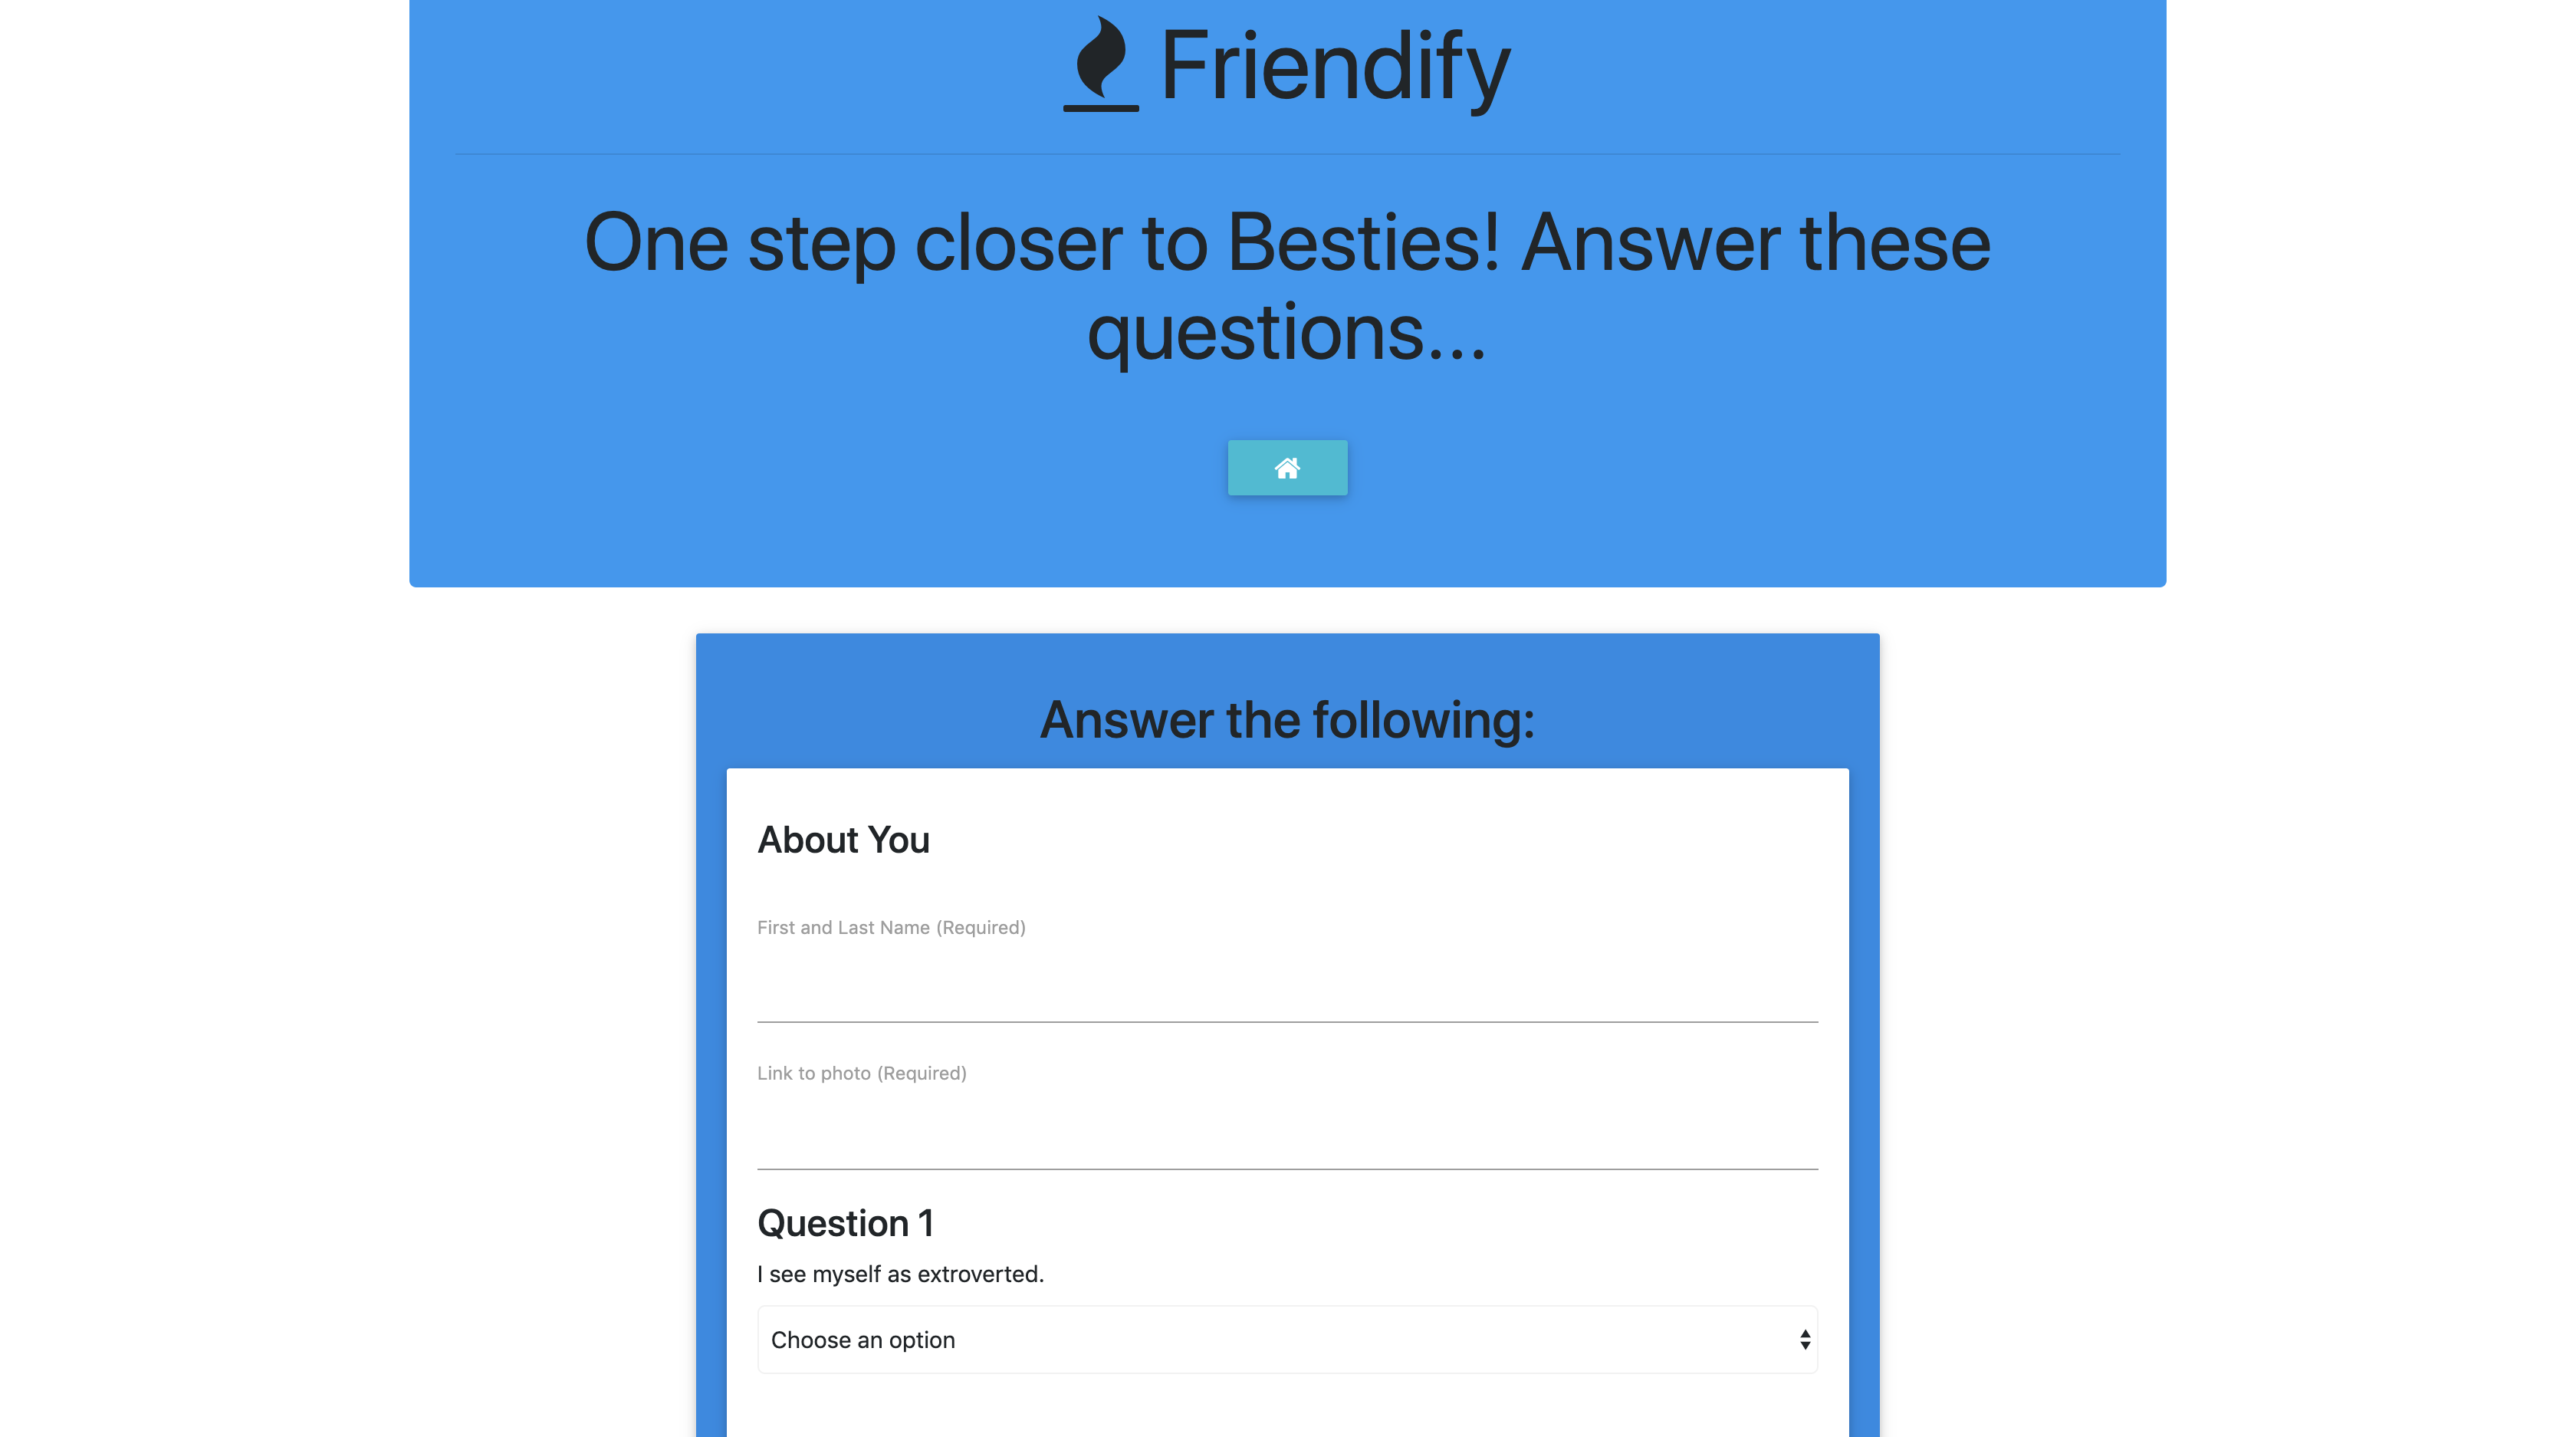 Friendify
One step closer to Besties! Answer these
questions...
Answer the following:
About You
First and Last Name (Required)
Link to photo (Required)
Question 1
I see myself as extroverted.
Choose an option